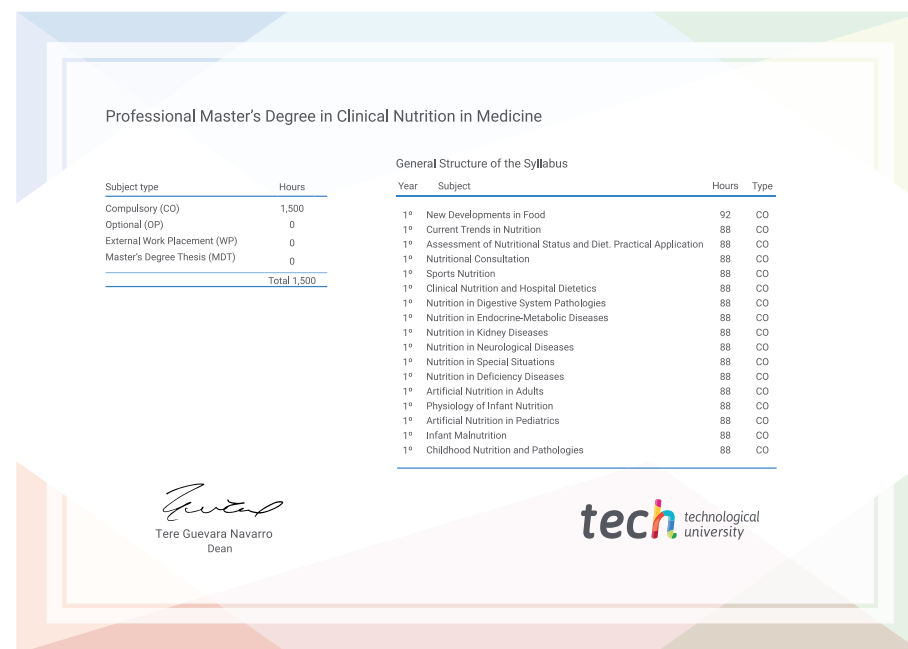 Professional Master's Degree in Clinical Nutrition in Medicine
Subject type Hours
Compulsory (CO) 1,500
Optional (OP) 0
External Work Placement (WP) 0
Master's Degree Thesis (MDT) 0
Total 1,500
General Structure of the Syllabus
Year Subject Hours Type
1º New Developments in Food 92 CO
1º Current Trends in Nutrition 88 CO
1º Assessment of Nutritional Status and Diet. Practical Application 88 CO
1º Nutritional Consultation 88 CO
1º Sports Nutrition 88 CO
1º Clinical Nutrition and Hospital Dietetics 88 CO
1º Nutrition in Digestive System Pathologies 88 CO
1º Nutrition in Endocrine-Metabolic Diseases 88 CO
1º Nutrition in Kidney Diseases 88 CO
1º Nutrition in Neurological Diseases 88 CO
1º Nutrition in Special Situations 88 CO
1º Nutrition in Deficiency Diseases 88 CO
1º Artificial Nutrition in Adults 88 CO
1º Physiology of Infant Nutrition 88 CO
1º Artificial Nutrition in Pediatrics 88 CO
1º Infant Malnutrition 88 CO
1º Childhood Nutrition and Pathologies 88 CO
Tere Guevara Navarro
Dean
tech technological
university